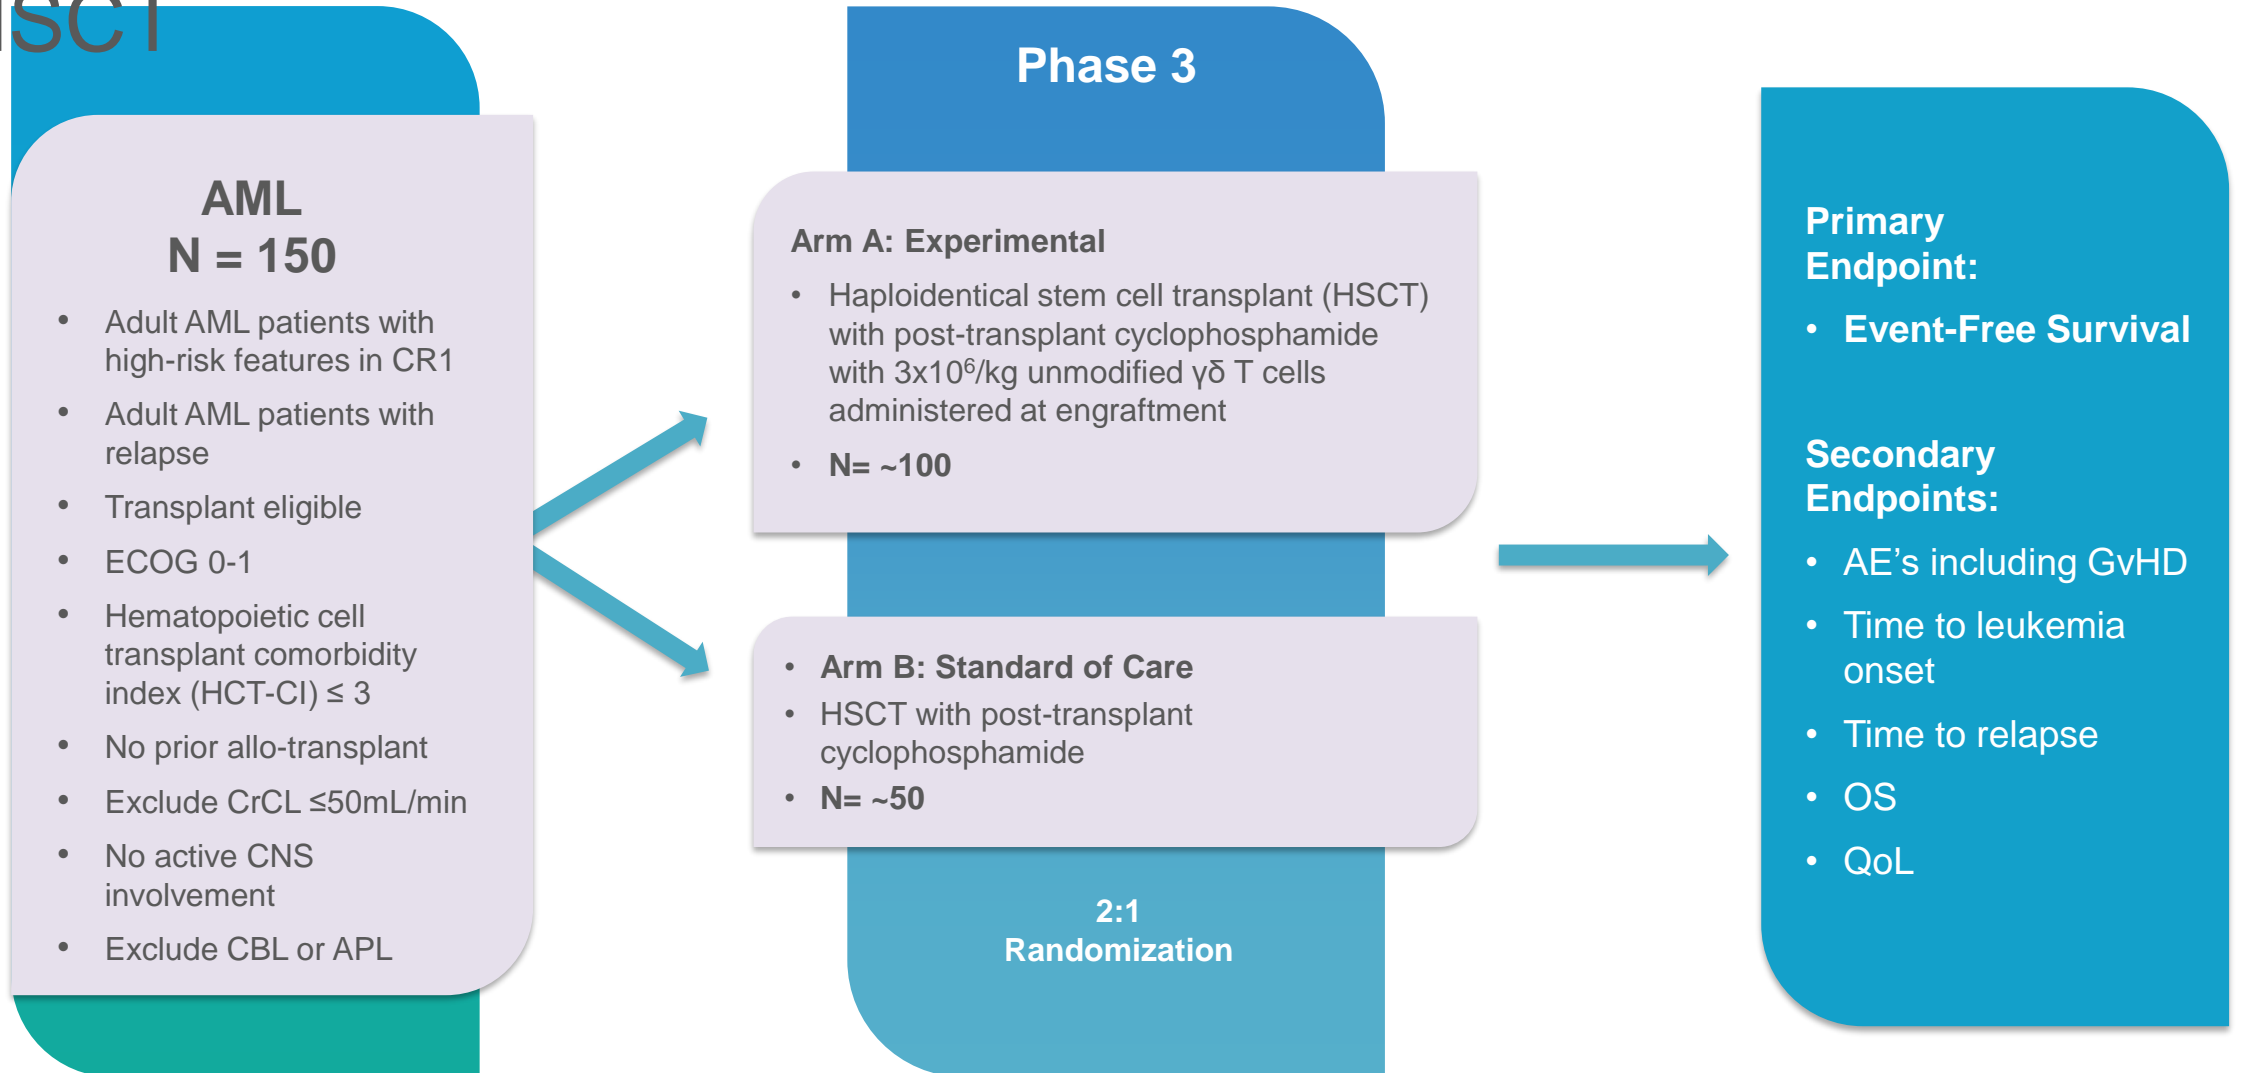 HSCT
AML
N = 150
• Adult AML patients with
high-risk features in CR1
• Adult AML patients with
relapse
• Transplant eligible
• ECOG 0-1
• Hematopoietic cell
transplant comorbidity
index (HCT-CI) ≤ 3
• No prior allo-transplant
• Exclude CrCL ≤50mL/min
• No active CNS
involvement
• Exclude CBL or APL
Phase 3
Arm A: Experimental
• Haploidentical stem cell transplant (HSCT)
with post-transplant cyclophosphamide
with 3x10⁶/kg unmodified γδ T cells
administered at engraftment
• N= ~100
• Arm B: Standard of Care
• HSCT with post-transplant
cyclophosphamide
• N= ~50
2:1
Randomization
Primary
Endpoint:
• Event-Free Survival
Secondary
Endpoints:
• AE’s including GvHD
• Time to leukemia
onset
• Time to relapse
• OS
• QoL